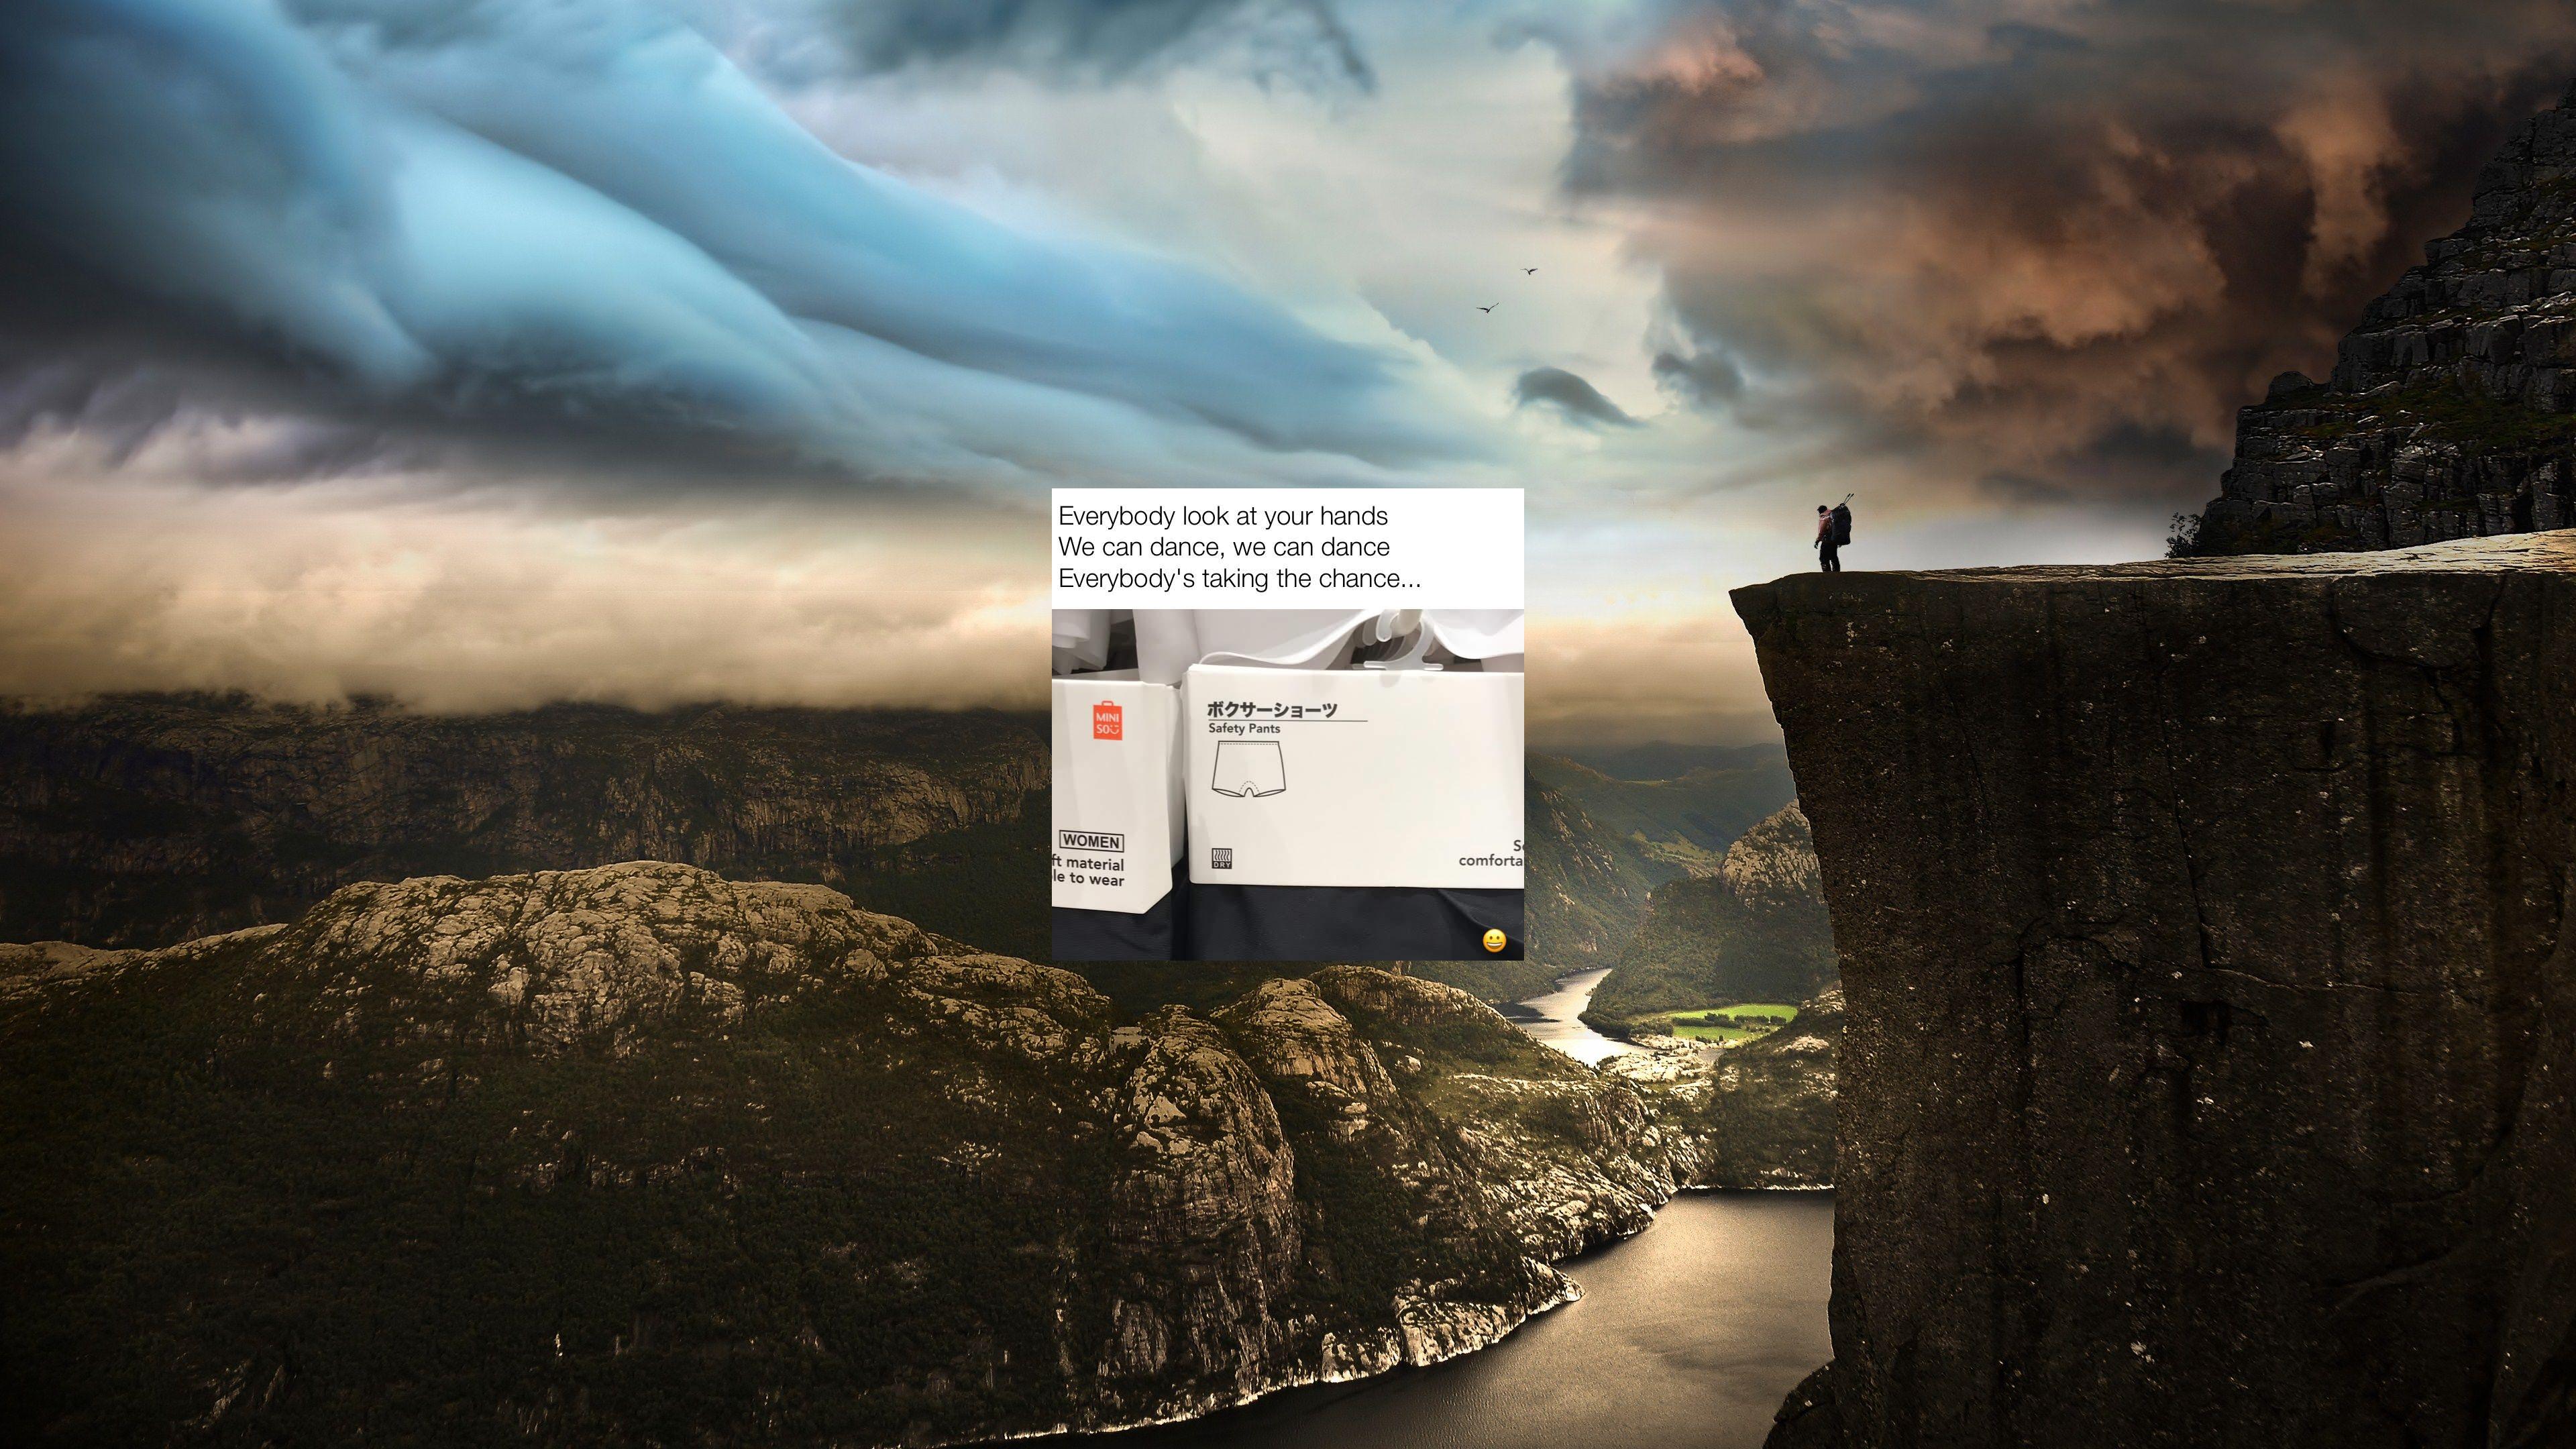 Everybody look at your hands
We can dance, we can dance
Everybody's taking the chance...
MINI
SO
ボクサーショーツ
Safety Pants
WOMEN
ft material
le to wear
DRY
S
comforta